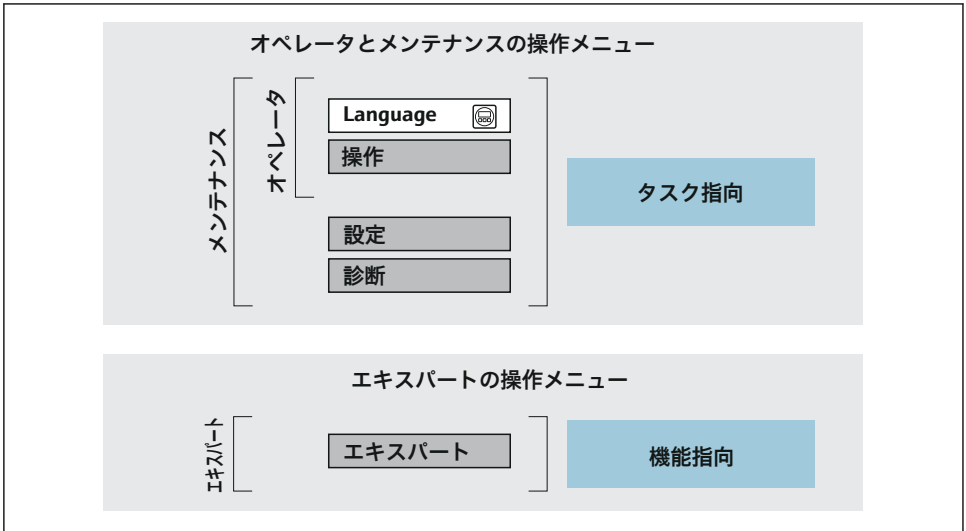 オペレータとメンテナンスの操作メニュー
メンテナンス
オペレータ
Language
操作
設定
診断
タスク指向
エキスパートの操作メニュー
エキスパート
エキスパート
機能指向